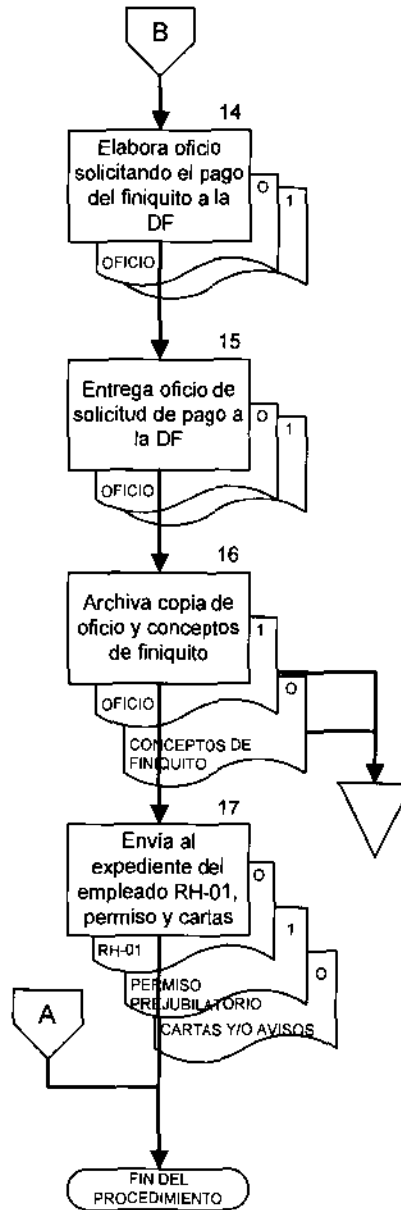 B
14
Elabora oficio
solicitando el pago
del finiquito a la
DF
O
1
OFICIO
15
Entrega oficio de
solicitud de pago a
la DF
O
1
OFICIO
16
Archiva copia de
oficio y conceptos
de finiquito
1
OFICIO
O
CONCEPTOS DE
FINIQUITO
17
Envía al
expediente del
empleado RH-01,
permiso y cartas
O
RH-01
1
PERMISO
PREJUBILATORIO
O
CARTAS Y/O AVISOS
A
FIN DEL
PROCEDIMIENTO